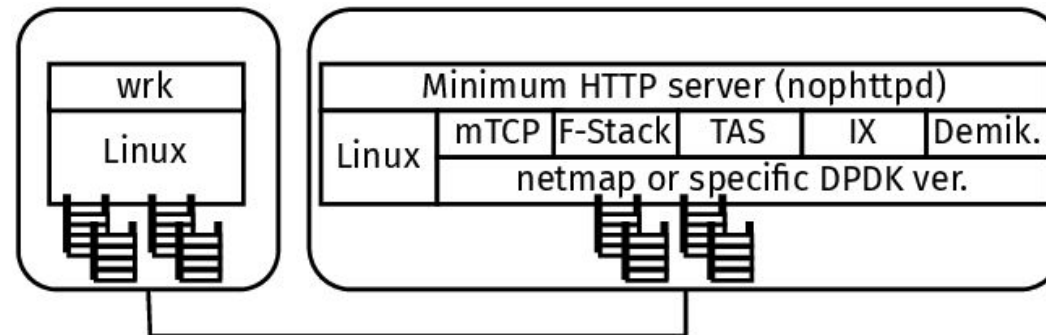 wrk
Linux
Minimum HTTP server (nophttpd)
Linux
mTCP F-Stack TAS IX Demik.
netmap or specific DPDK ver.